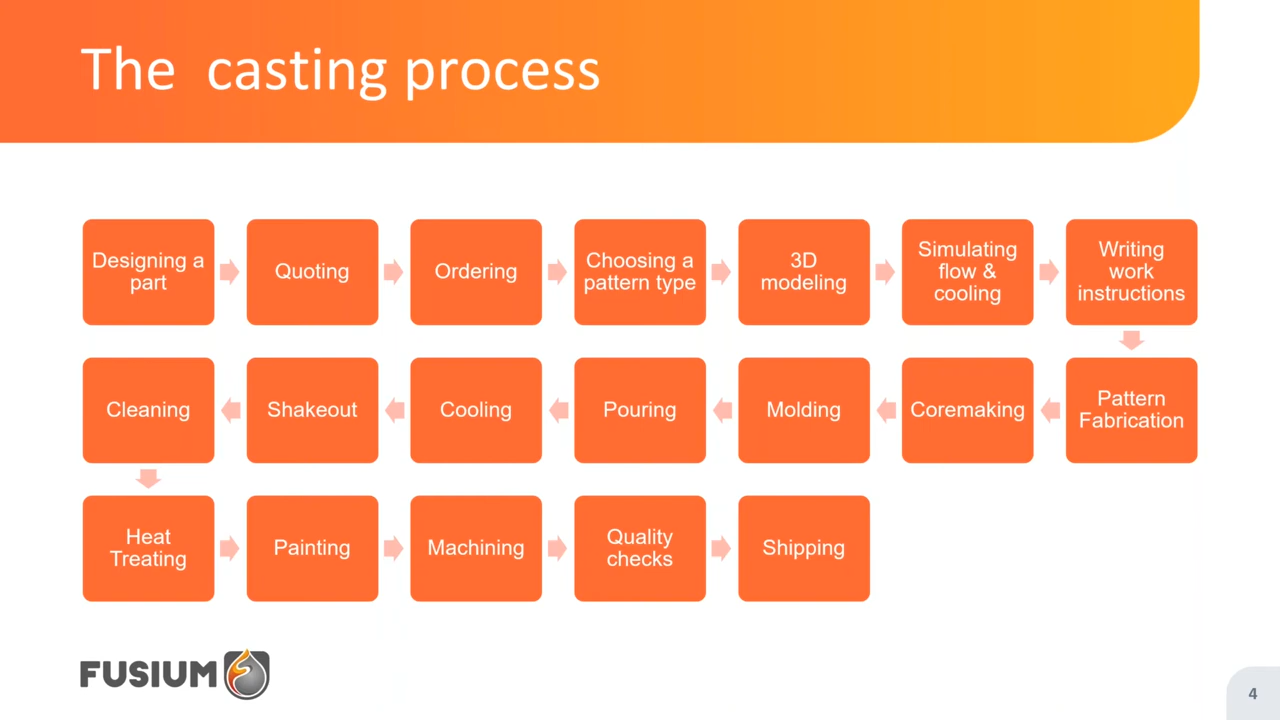 The  casting process
Designing a
part
Quoting
Ordering
Choosing a
pattern type
3D
modeling
Simulating
flow &
cooling
Writing
work
instructions
Cleaning
Shakeout
Cooling
Pouring
Molding
Coremaking
Pattern
Fabrication
Heat
Treating
Painting
Machining
Quality
checks
Shipping
FUSIUM
4